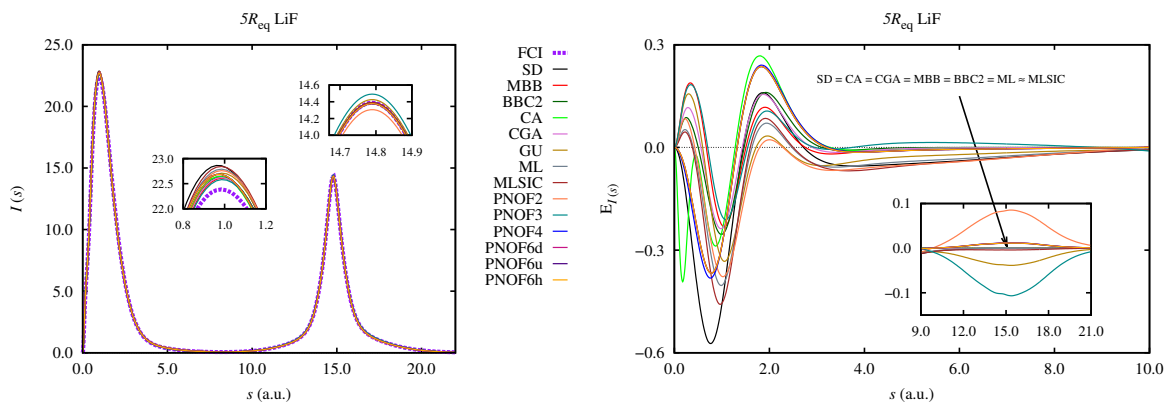 5R_eq LiF
25.0
20.0
15.0
10.0
5.0
0.0
I (s)
0.0 5.0 10.0 15.0 20.0
s (a.u.)
14.6
14.4
14.2
14.0
14.7 14.8 14.9
23.0
22.5
22.0
0.8 1.0 1.2
FCI
SD
MBB
BBC2
CA
CGA
GU
ML
MLSIC
PNOF2
PNOF3
PNOF4
PNOF6d
PNOF6u
PNOF6h
5R_eq LiF
0.3
0.0
−0.3
−0.6
E_I (s)
0.0 2.0 4.0 6.0 8.0 10.0
s (a.u.)
SD = CA = CGA = MBB = BBC2 = ML ≈ MLSIC
0.1
0.0
−0.1
9.0 12.0 15.0 18.0 21.0